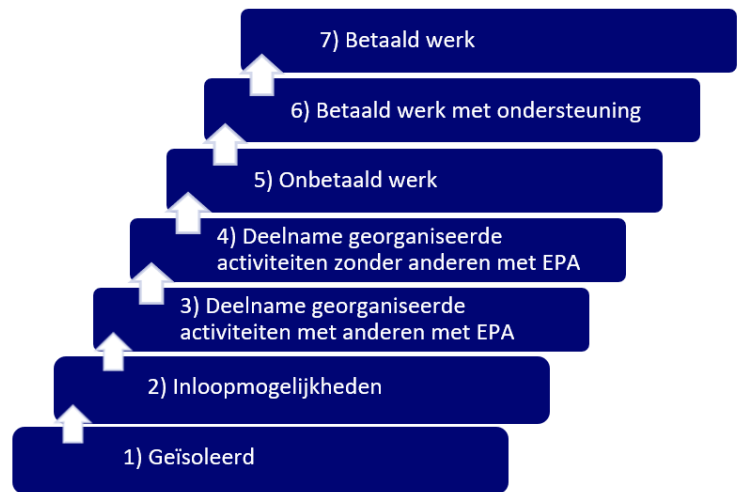 7) Betaald werk
6) Betaald werk met ondersteuning
5) Onbetaald werk
4) Deelname georganiseerde
activiteiten zonder anderen met EPA
3) Deelname georganiseerde
activiteiten met anderen met EPA
2) Inloopmogelijkheden
1) Geïsoleerd